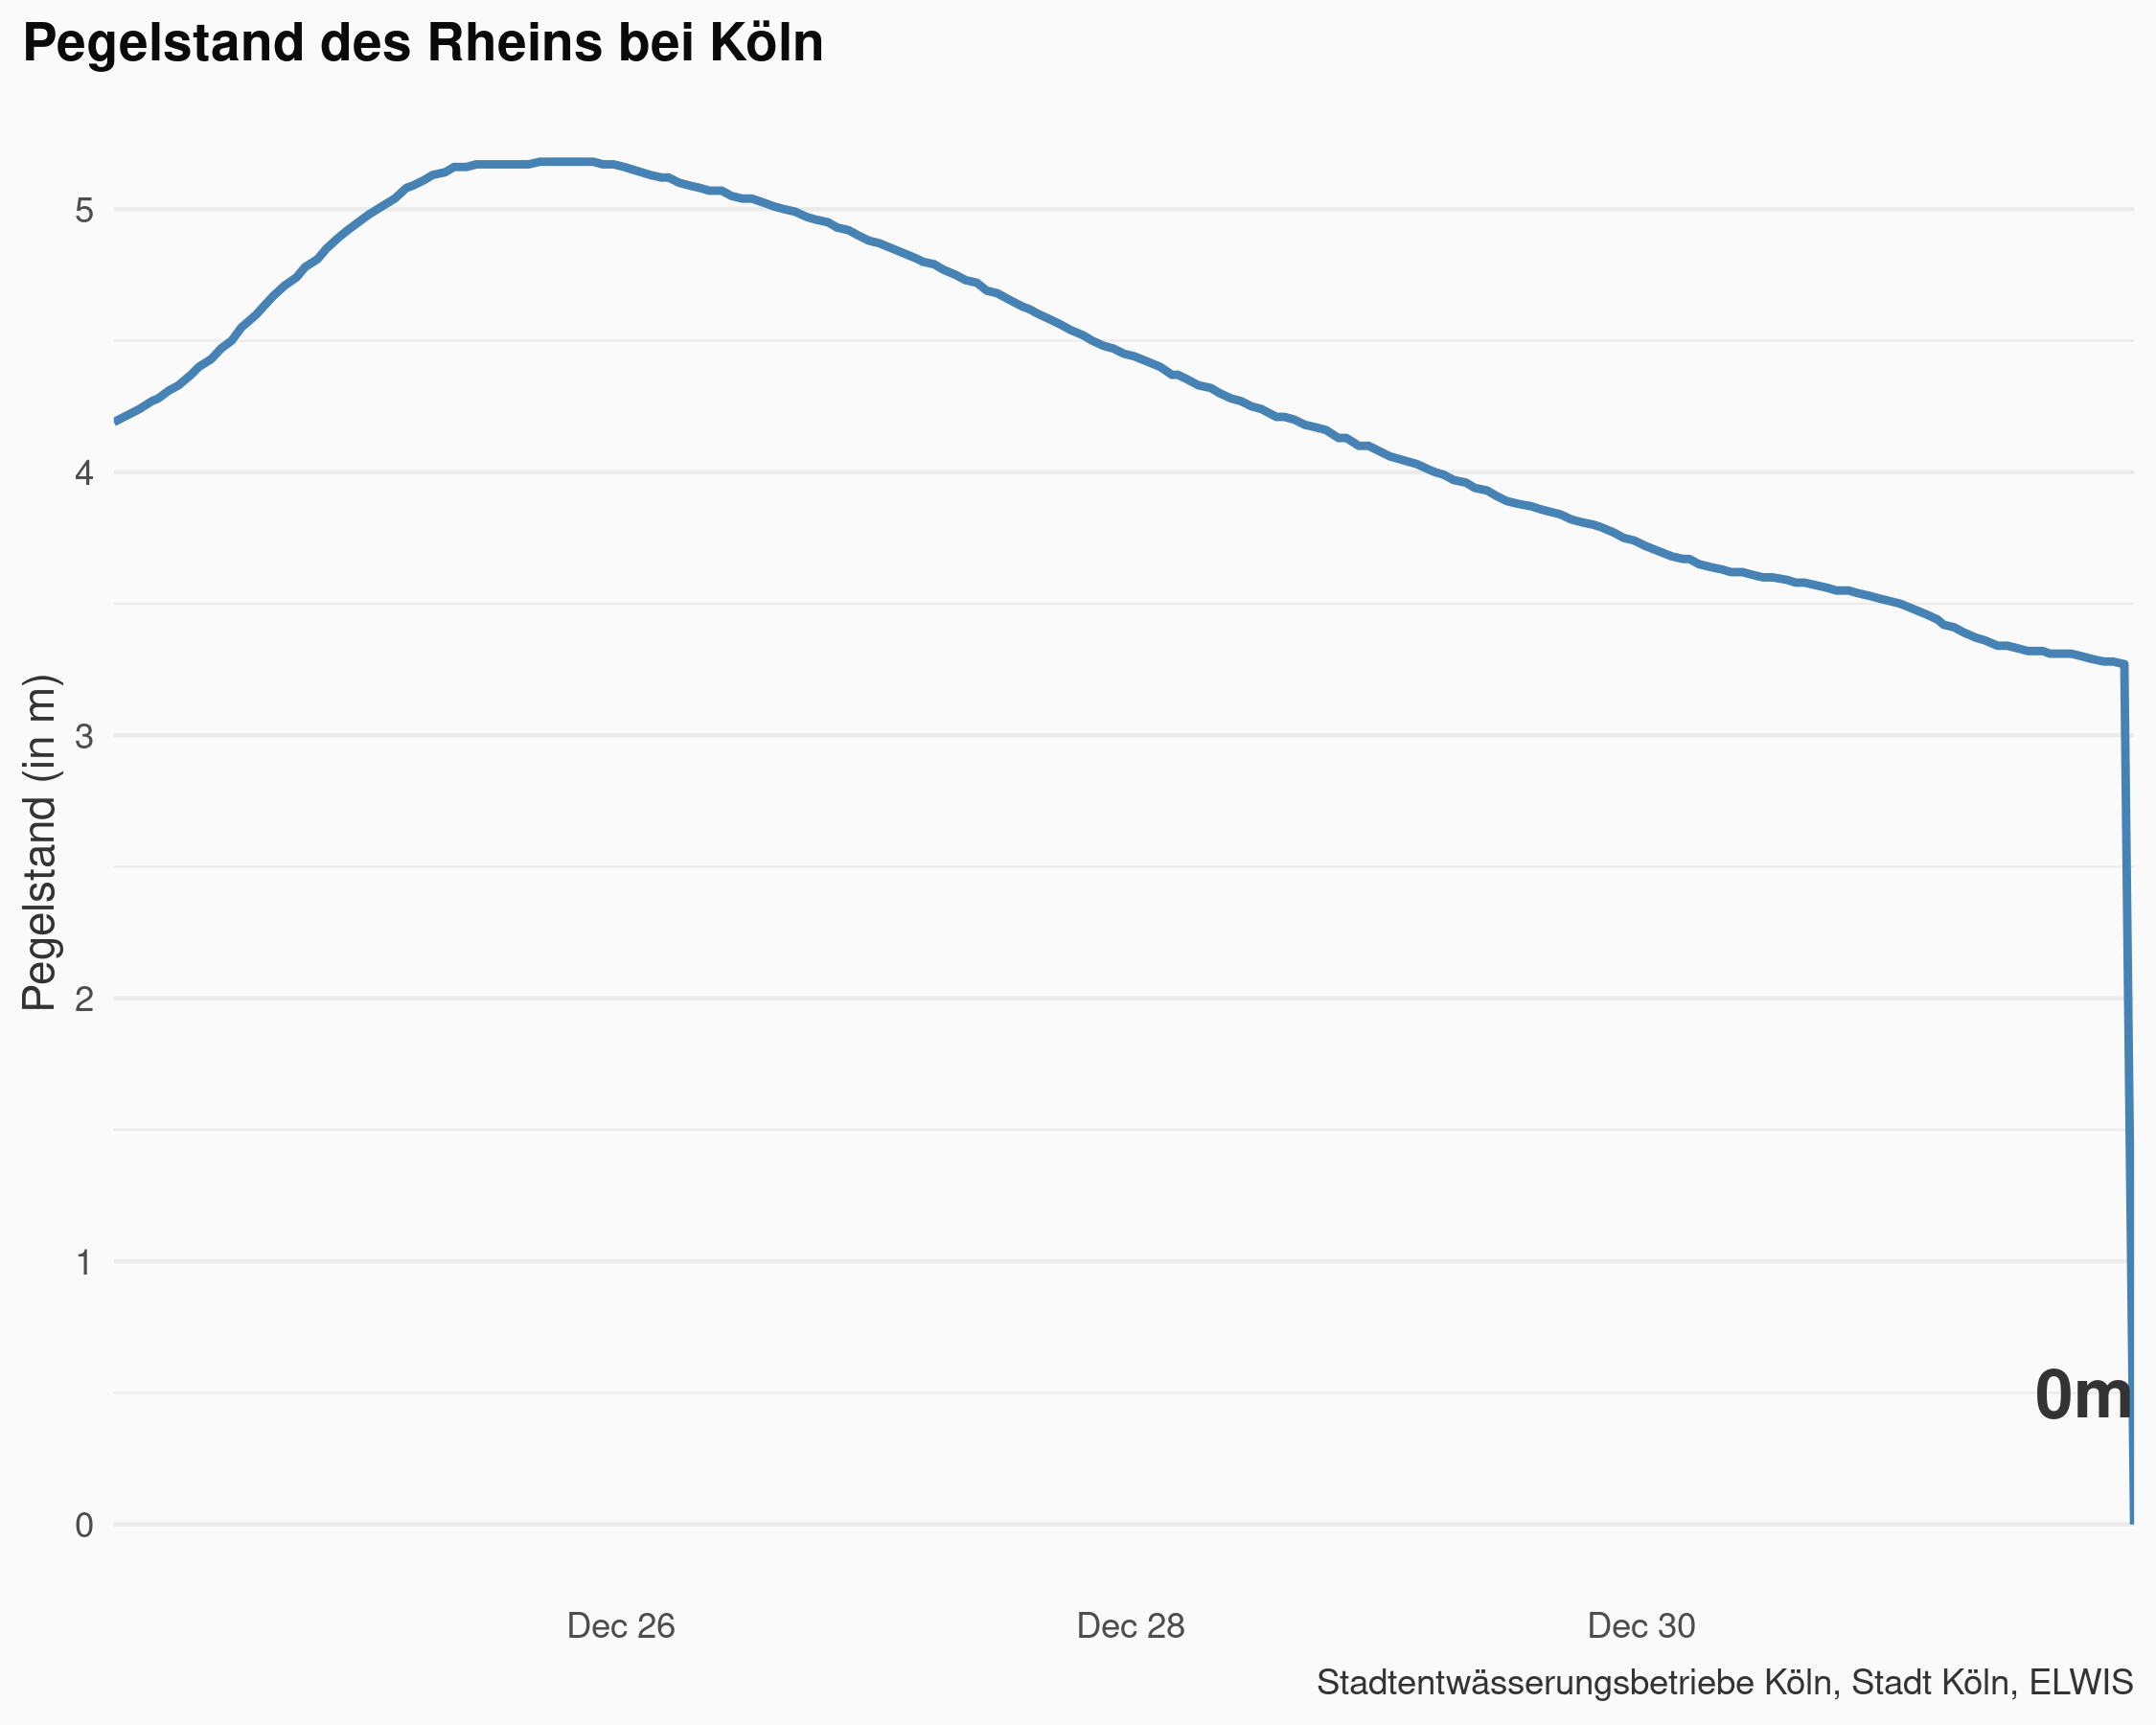 Pegelstand des Rheins bei Köln
Pegelstand (in m)
5
4
3
2
1
0
0m
Dec 26
Dec 28
Dec 30
Stadtentwässerungsbetriebe Köln, Stadt Köln, ELWIS